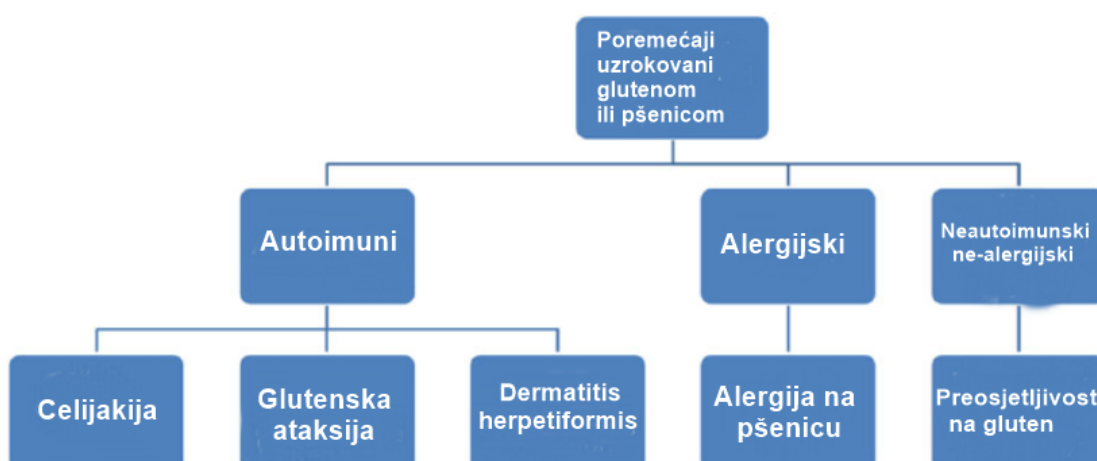 Poremećaji
uzrokovani
glutenom
ili pšenicom
Autoimuni
Alergijski
Neautoimunski
ne-alergijski
Celijakija
Glutenska
ataksija
Dermatitis
herpetiformis
Alergija na
pšenicu
Preosjetljivost
na gluten